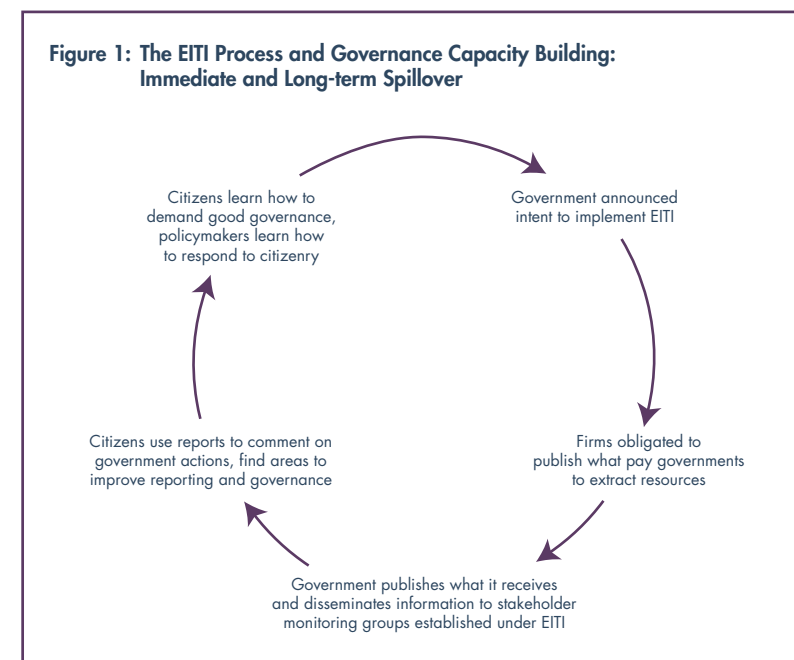 Figure 1: The EITI Process and Governance Capacity Building:
Immediate and Long-term Spillover
Government announced
intent to implement EITI
Firms obligated to
publish what pay governments
to extract resources
Government publishes what it receives
and disseminates information to stakeholder
monitoring groups established under EITI
Citizens use reports to comment on
government actions, find areas to
improve reporting and governance
Citizens learn how to
demand good governance,
policymakers learn how
to respond to citizenry